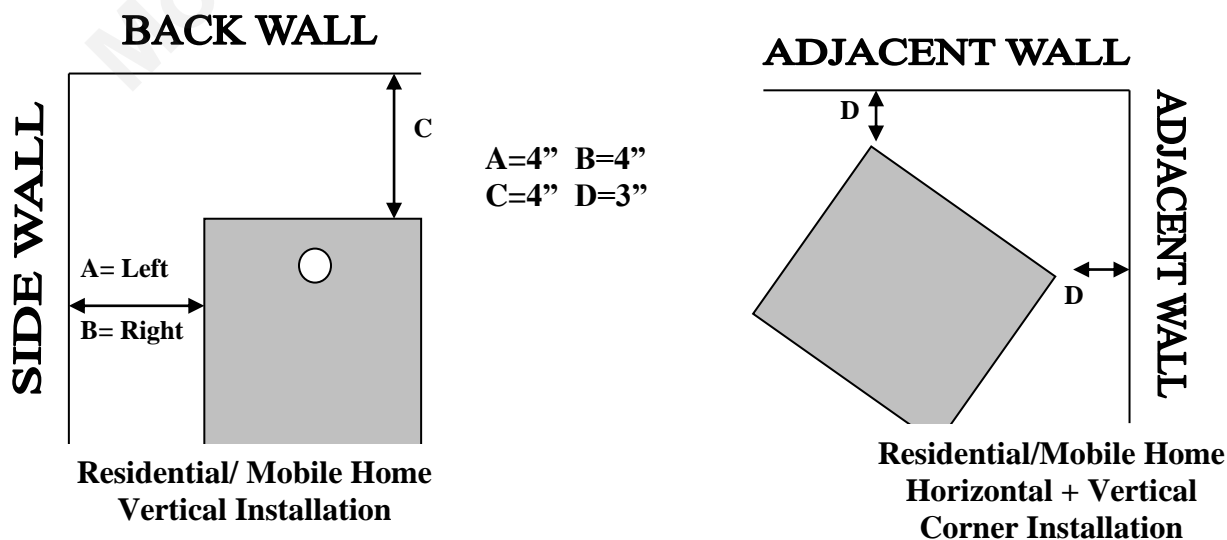 BACK WALL
SIDE WALL
C
A= Left
B= Right
Residential/ Mobile Home
Vertical Installation
A=4” B=4”
C=4” D=3”
ADJACENT WALL
D
ADJACENT WALL
D
Residential/Mobile Home
Horizontal + Vertical
Corner Installation